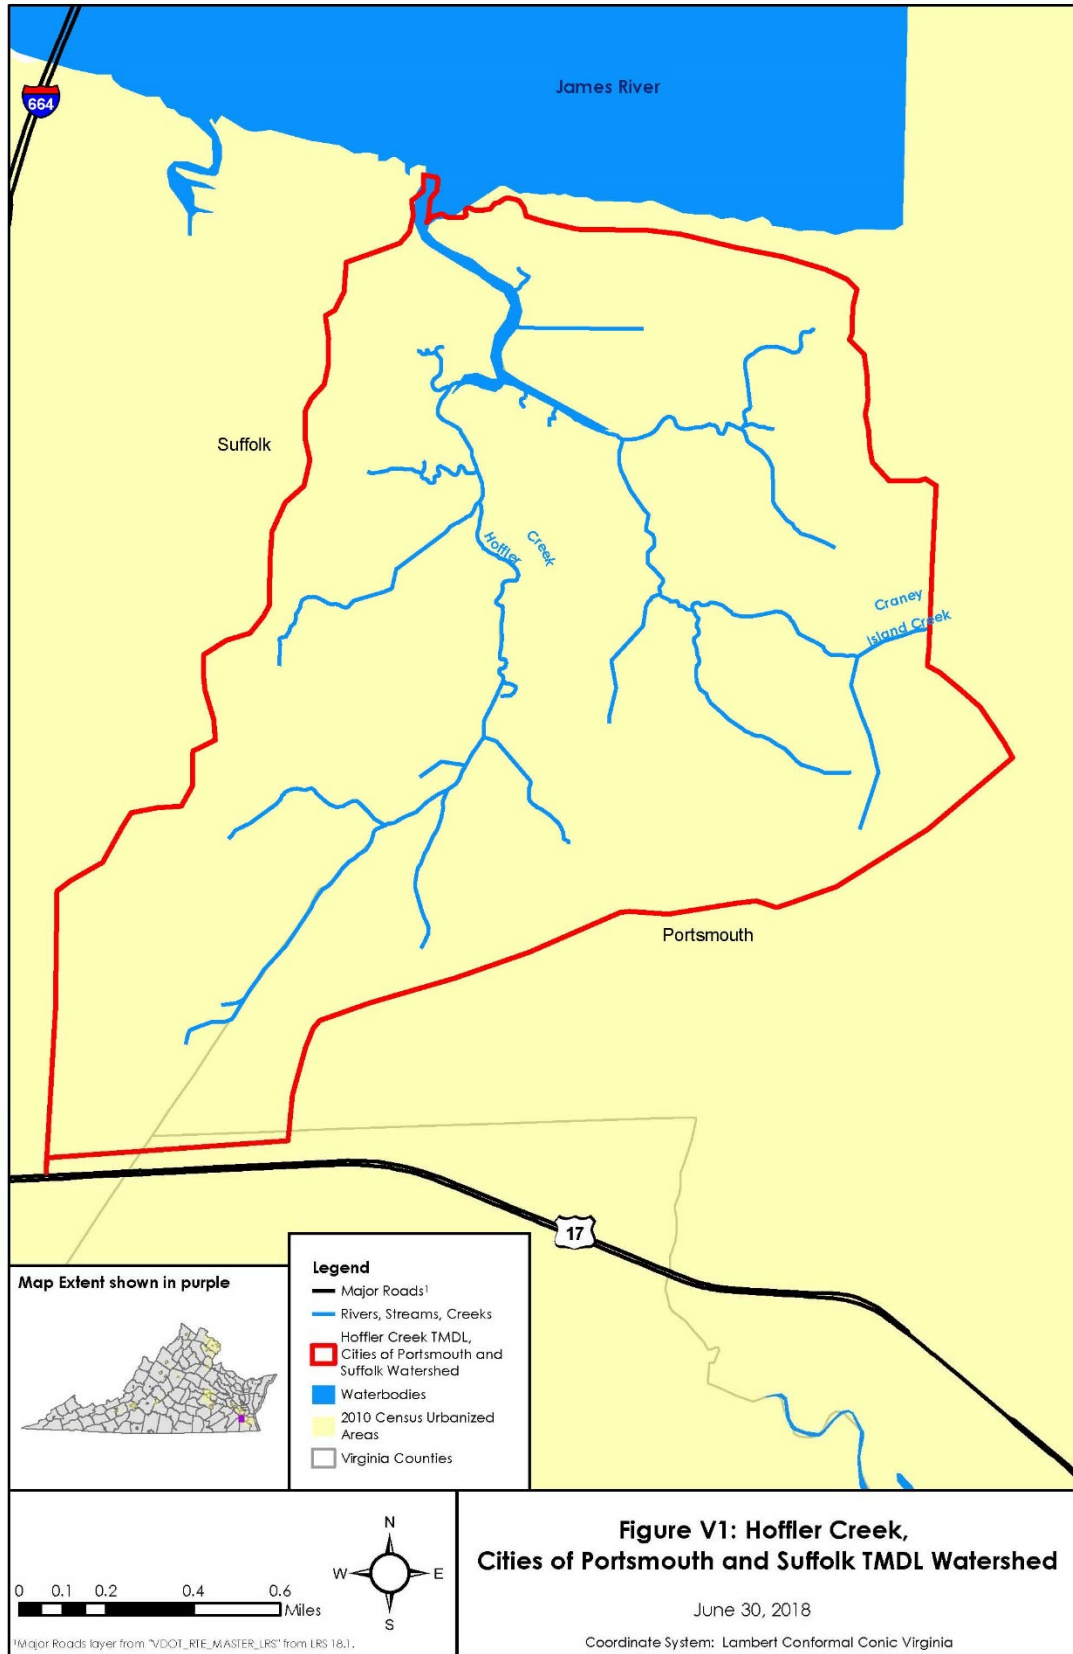 James River
664
Suffolk
Hoffler
Creek
Craney
Island Creek
Portsmouth
17
Map Extent shown in purple
Legend
Major Roads¹
Rivers, Streams, Creeks
Hoffler Creek TMDL,
Cities of Portsmouth and
Suffolk Watershed
Waterbodies
2010 Census Urbanized
Areas
Virginia Counties
0 0.1 0.2 0.4 0.6
Miles
N
W E
S
¹Major Roads layer from "VDOT_RTE_MASTER_LRS" from LRS 18.1.
Figure V1: Hoffler Creek,
Cities of Portsmouth and Suffolk TMDL Watershed
June 30, 2018
Coordinate System: Lambert Conformal Conic Virginia